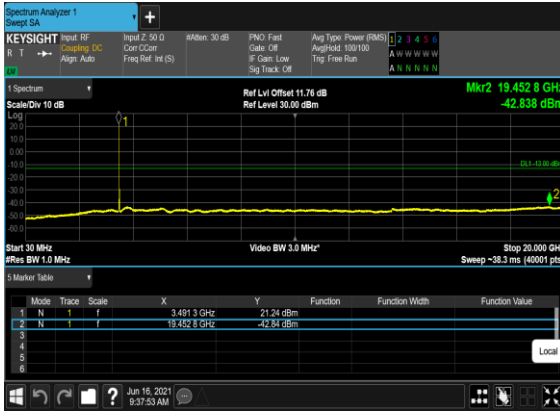 Spectrum Analyzer 1
Swept SA
+
KEYSIGHT Input: RF Input Z: 50 Ω #Atten: 30 dB PNO: Fast Avg Type: Power (RMS) 1 2 3 4 5 6
R T Coupling: DC Corr CCorr Gate: Off Avg|Hold: 100/100 A W W W W W
Align: Auto Freq Ref: Int (S) IF Gain: Low Trig: Free Run
Sig Track: Off A N N N N N
1 Spectrum
Scale/Div 10 dB
Ref Lvl Offset 11.76 dB
Ref Level 30.00 dBm
Mkr2 19.452 8 GHz
-42.838 dBm
Log
20.0
10.0
0.00
-10.0
-20.0
-30.0
-40.0
-50.0
-60.0
1
DL1 -13.00 dBm
2
Start 30 MHz Video BW 3.0 MHz* Stop 20.000 GH
#Res BW 1.0 MHz Sweep ~38.3 ms (40001 pts
5 Marker Table
Mode Trace Scale X Y Function Function Width Function Value
1 N 1 f 3.491 3 GHz 21.24 dBm
2 N 1 f 19.452 8 GHz -42.84 dBm
3
4
5
6
Local
?
Jun 16, 2021
9:37:53 AM